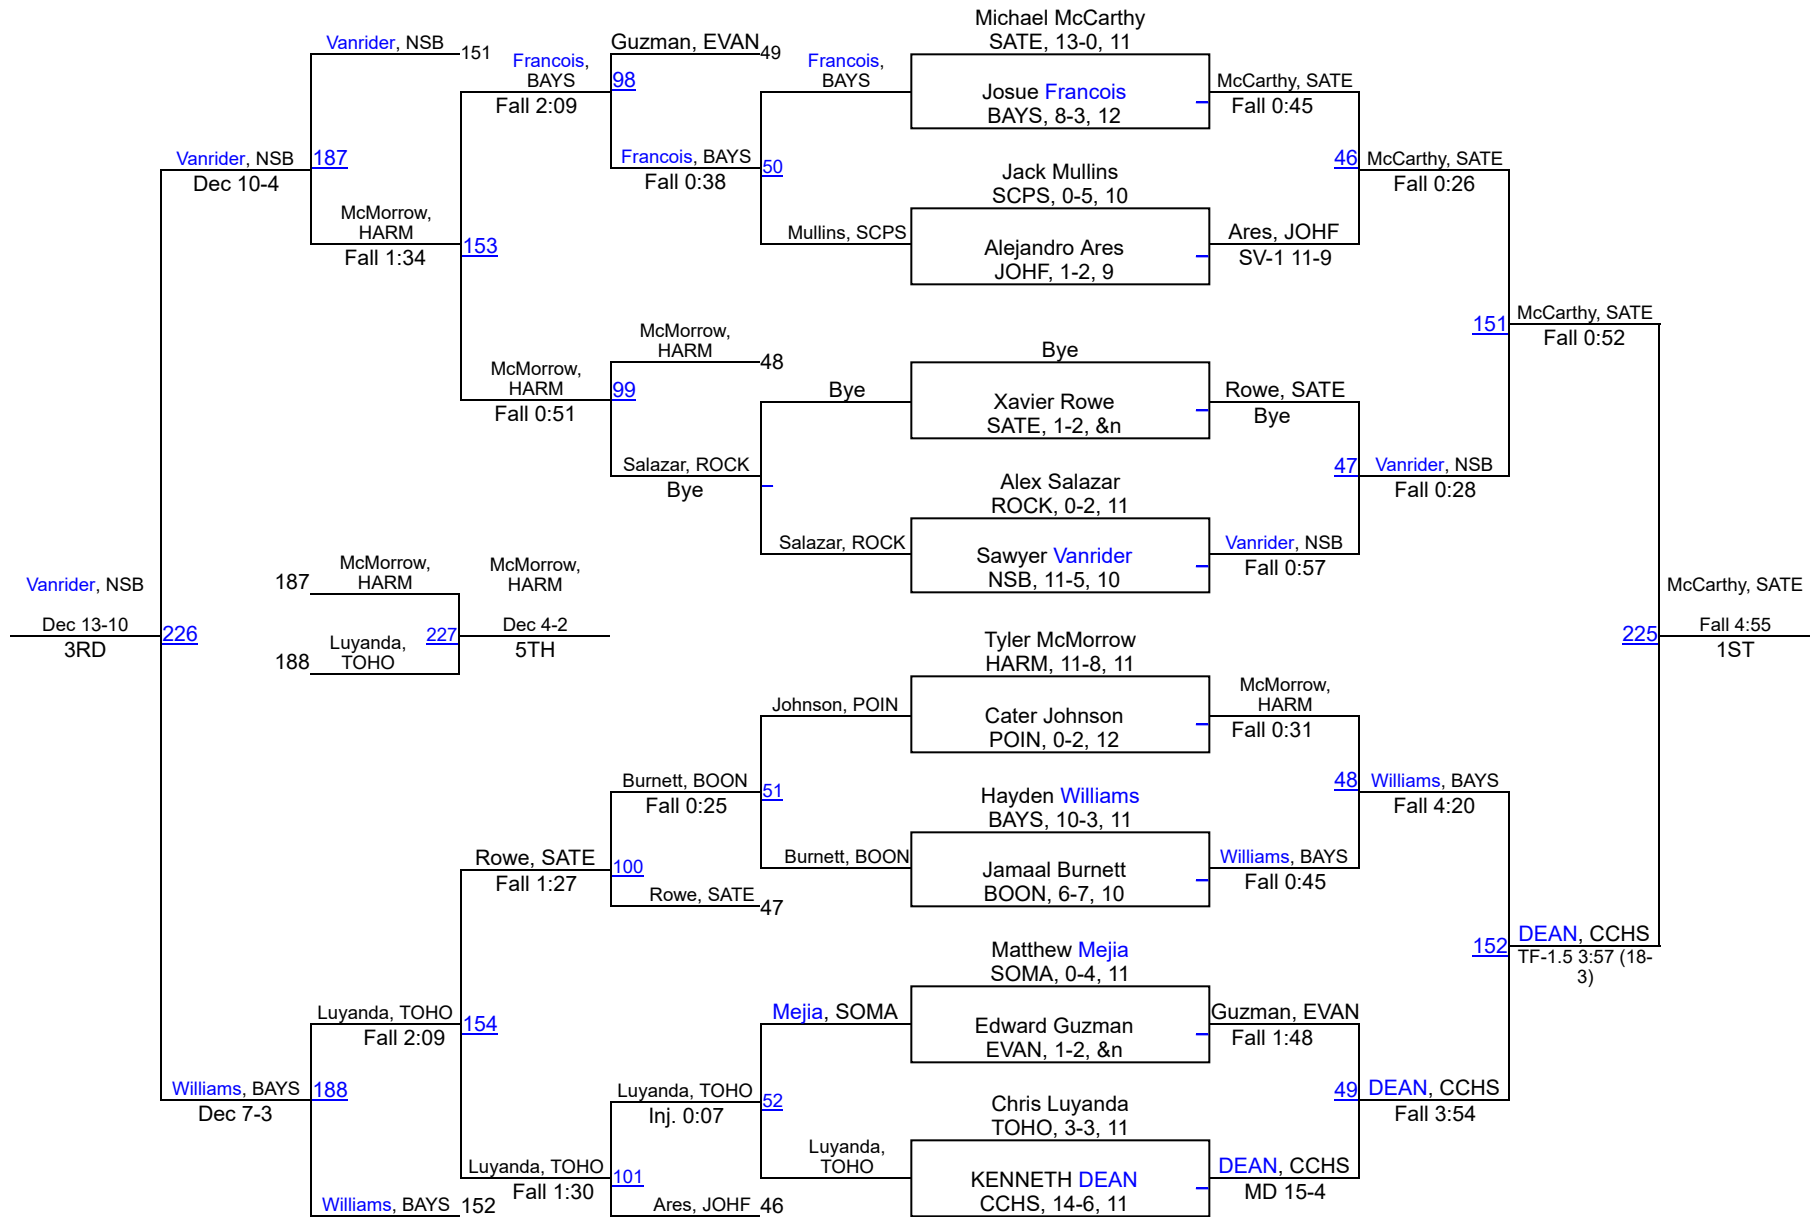 Michael McCarthy
SATE, 13-0, 11
Vanrider, NSB
151
Francois,
BAYS
Fall 2:09
Guzman, EVAN
49
98
Francois,
BAYS
Josue Francois
BAYS, 8-3, 12
McCarthy, SATE
Fall 0:45
Vanrider, NSB
Dec 10-4
187
Francois, BAYS
Fall 0:38
50
Jack Mullins
SCPS, 0-5, 10
46
McCarthy, SATE
Fall 0:26
McMorrow,
HARM
Fall 1:34
153
Mullins, SCPS
Alejandro Ares
JOHF, 1-2, 9
Ares, JOHF
SV-1 11-9
McMorrow,
HARM
48
Bye
151
McCarthy, SATE
Fall 0:52
McMorrow,
HARM
Fall 0:51
99
Bye
Xavier Rowe
SATE, 1-2, &n
Rowe, SATE
Bye
Salazar, ROCK
Bye
Alex Salazar
ROCK, 0-2, 11
47
Vanrider, NSB
Fall 0:28
Salazar, ROCK
Sawyer Vanrider
NSB, 11-5, 10
Vanrider, NSB
Fall 0:57
Vanrider, NSB
Dec 13-10
3RD
226
187
McMorrow,
HARM
188
Luyanda,
TOHO
227
McMorrow,
HARM
Dec 4-2
5TH
McCarthy, SATE
Fall 4:55
1ST
225
Tyler McMorrow
HARM, 11-8, 11
Johnson, POIN
Cater Johnson
POIN, 0-2, 12
McMorrow,
HARM
Fall 0:31
Burnett, BOON
Fall 0:25
51
Hayden Williams
BAYS, 10-3, 11
48
Williams, BAYS
Fall 4:20
Rowe, SATE
Fall 1:27
100
Burnett, BOON
Jamaal Burnett
BOON, 6-7, 10
Williams, BAYS
Fall 0:45
Rowe, SATE
47
Matthew Mejia
SOMA, 0-4, 11
152
DEAN, CCHS
TF-1.5 3:57 (18-
3)
Luyanda, TOHO
Fall 2:09
154
Mejia, SOMA
Edward Guzman
EVAN, 1-2, &n
Guzman, EVAN
Fall 1:48
Williams, BAYS
Dec 7-3
188
Luyanda, TOHO
Inj. 0:07
52
Chris Luyanda
TOHO, 3-3, 11
49
DEAN, CCHS
Fall 3:54
Luyanda, TOHO
Fall 1:30
101
Luyanda,
TOHO
KENNETH DEAN
CCHS, 14-6, 11
DEAN, CCHS
MD 15-4
Williams, BAYS
152
Ares, JOHF
46